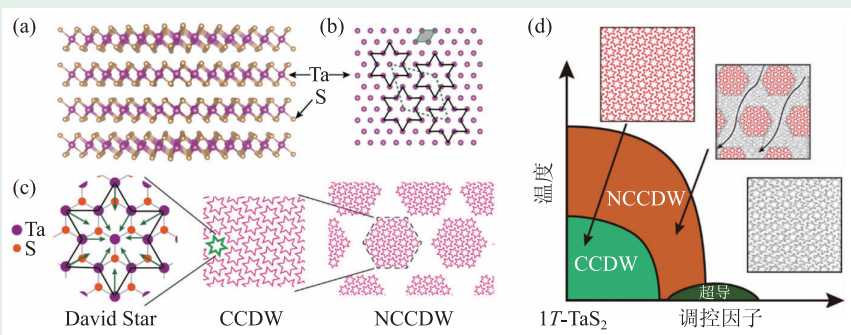 (a)
(b)
(d)
Ta
S
(c)
Ta
S
David Star
CCDW
NCCDW
温度
NCCDW
CCDW
超导
1T-TaS₂
调控因子